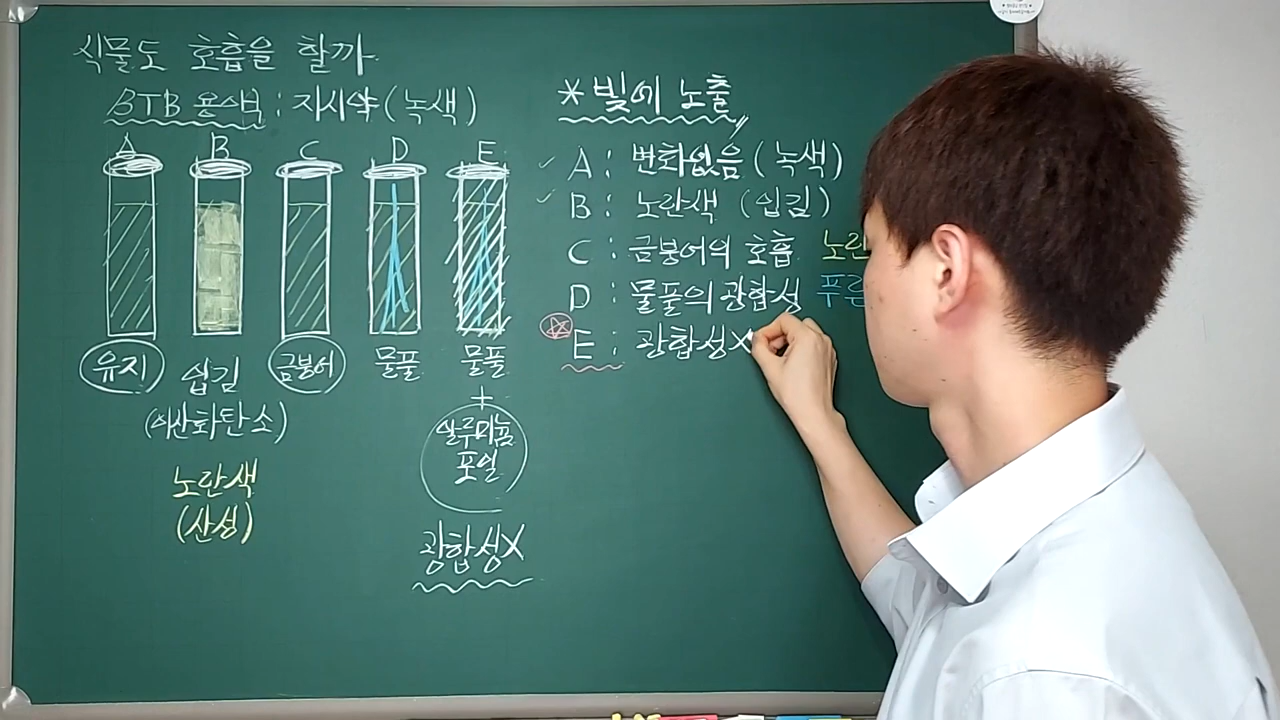 식물도 호흡을 할까
BTB 용액 : 지시약 (녹색)
A B C D E
유지 쉽김 금붕어 물풀 물풀
(이산화탄소) +
알루미늄
포일
노란색
(산성)
광합성X
*빛에 노출
A : 변화없음 (녹색)
B : 노란색 (입김)
C : 금붕어의 호흡 노란
D : 물풀의 광합성 푸른
E : 광합성X